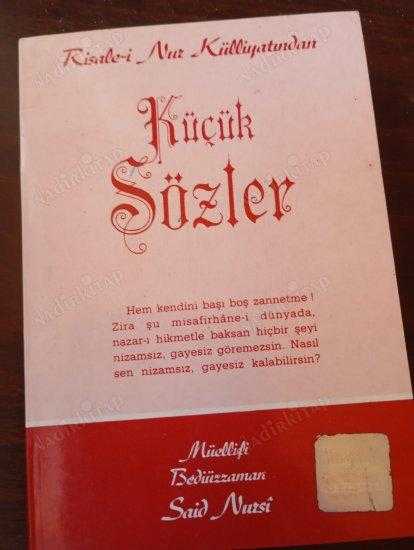 Risale-i Nur Külliyatından
Küçük
Sözler
Hem kendini başı boş zannetme!
Zira şu misafirhâne-i dünyada,
nazar-ı hikmetle baksan hiçbir şeyi
nizamsız, gayesiz göremezsin. Nasıl
sen nizamsız, gayesiz kalabilirsin?
Müellifi
Bediüzzaman
Said Nursî